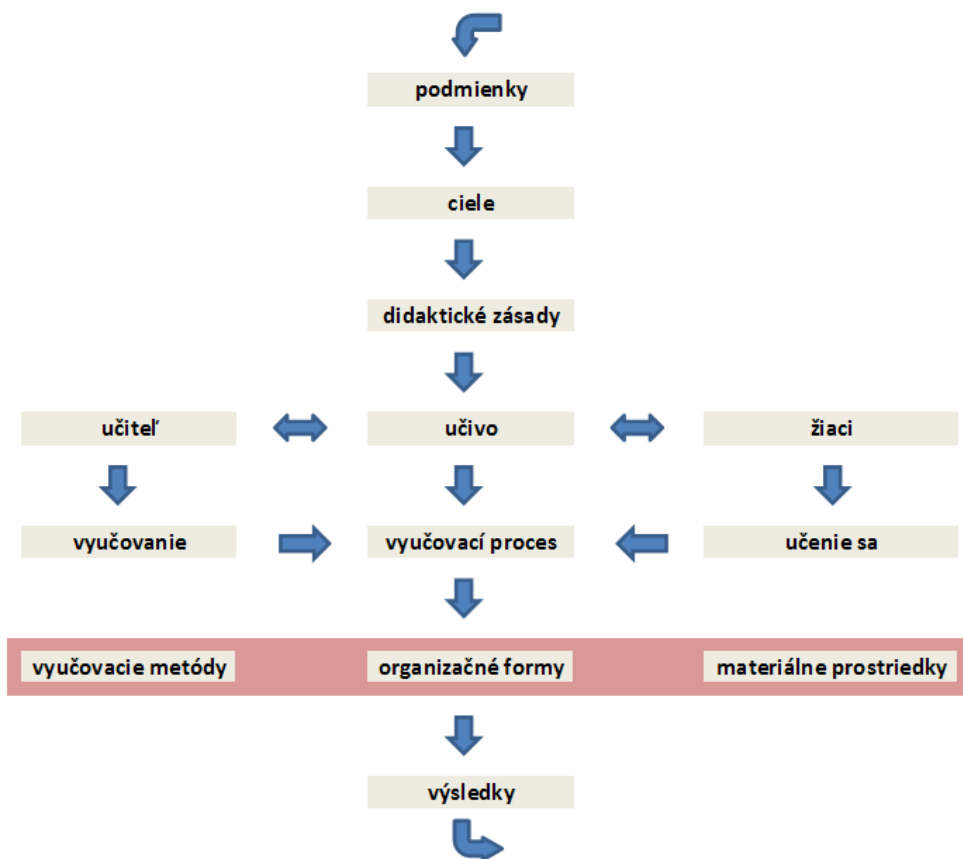 podmienky
ciele
didaktické zásady
učiteľ
učivo
žiaci
vyučovanie
vyučovací proces
učenie sa
vyučovacie metódy
organizačné formy
materiálne prostriedky
výsledky